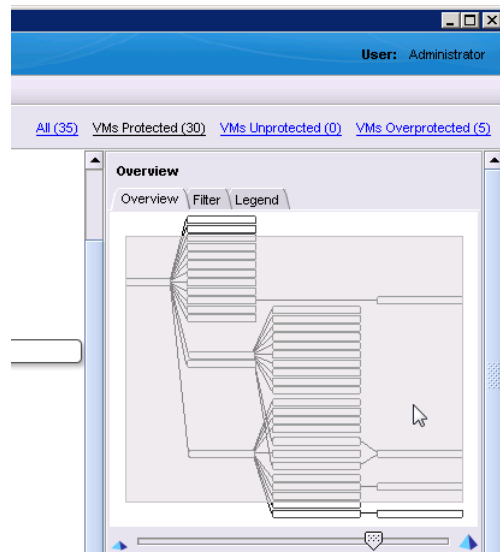 User: Administrator
All (35) VMs Protected (30) VMs Unprotected (0) VMs Overprotected (5)
Overview
Overview Filter Legend